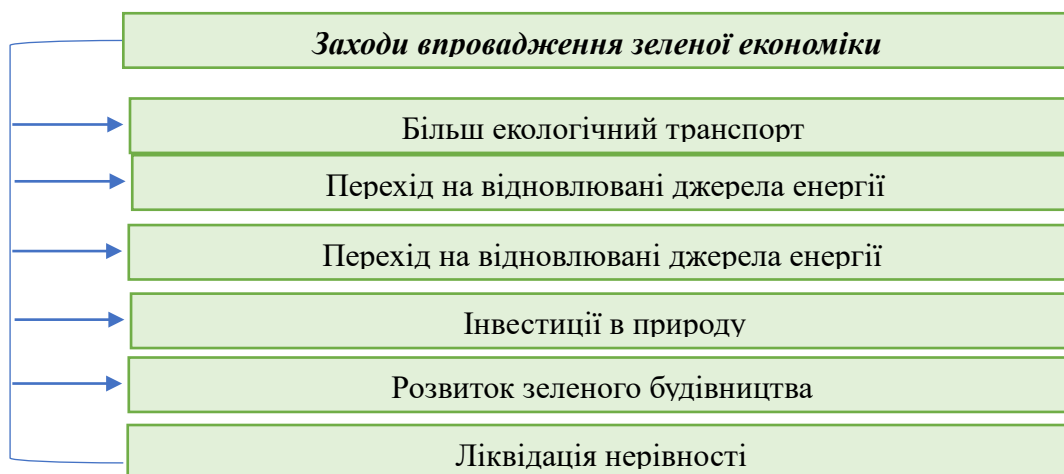 Заходи впровадження зеленої економіки
Більш екологічний транспорт
Перехід на відновлювані джерела енергії
Перехід на відновлювані джерела енергії
Інвестиції в природу
Розвиток зеленого будівництва
Ліквідація нерівності